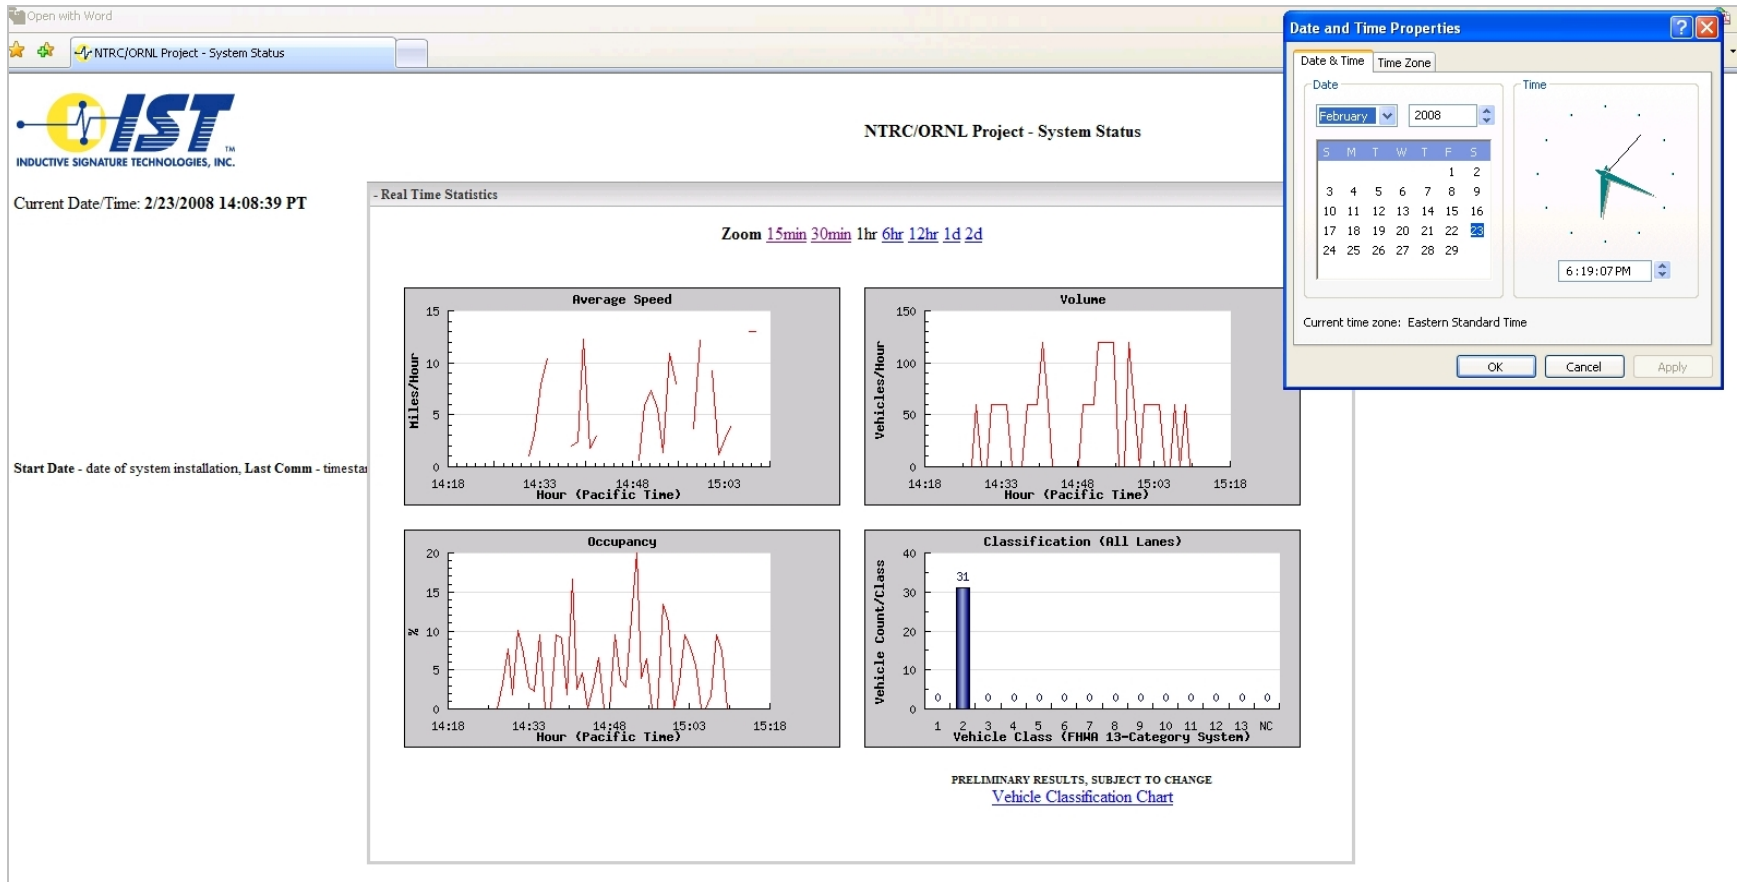 Open with Word
NTRC/ORNL Project - System Status
IST
TM
INDUCTIVE SIGNATURE TECHNOLOGIES, INC.
NTRC/ORNL Project - System Status
Current Date/Time: 2/23/2008 14:08:39 PT
- Real Time Statistics
Zoom 15min 30min 1hr 6hr 12hr 1d 2d
Start Date - date of system installation, Last Comm - timestar
Average Speed
Miles/Hour
15
10
5
0
14:18 14:33 14:48 15:03
Hour (Pacific Time)
Volume
Vehicles/Hour
150
100
50
0
14:18 14:33 14:48 15:03 15:18
Hour (Pacific Time)
Occupancy
%
20
15
10
5
0
14:18 14:33 14:48 15:03 15:18
Hour (Pacific Time)
Classification (All Lanes)
Vehicle Count/Class
40
30
20
10
0
31
0 0 0 0 0 0 0 0 0 0 0 0 0
1 2 3 4 5 6 7 8 9 10 11 12 13 NC
Vehicle Class (FHWA 13-Category System)
PRELIMINARY RESULTS, SUBJECT TO CHANGE
Vehicle Classification Chart
Date and Time Properties
Date & Time Time Zone
Date
February 2008
S M T W T F S
1 2
3 4 5 6 7 8 9
10 11 12 13 14 15 16
17 18 19 20 21 22 23
24 25 26 27 28 29
Time
6:19:07 PM
Current time zone: Eastern Standard Time
OK Cancel Apply